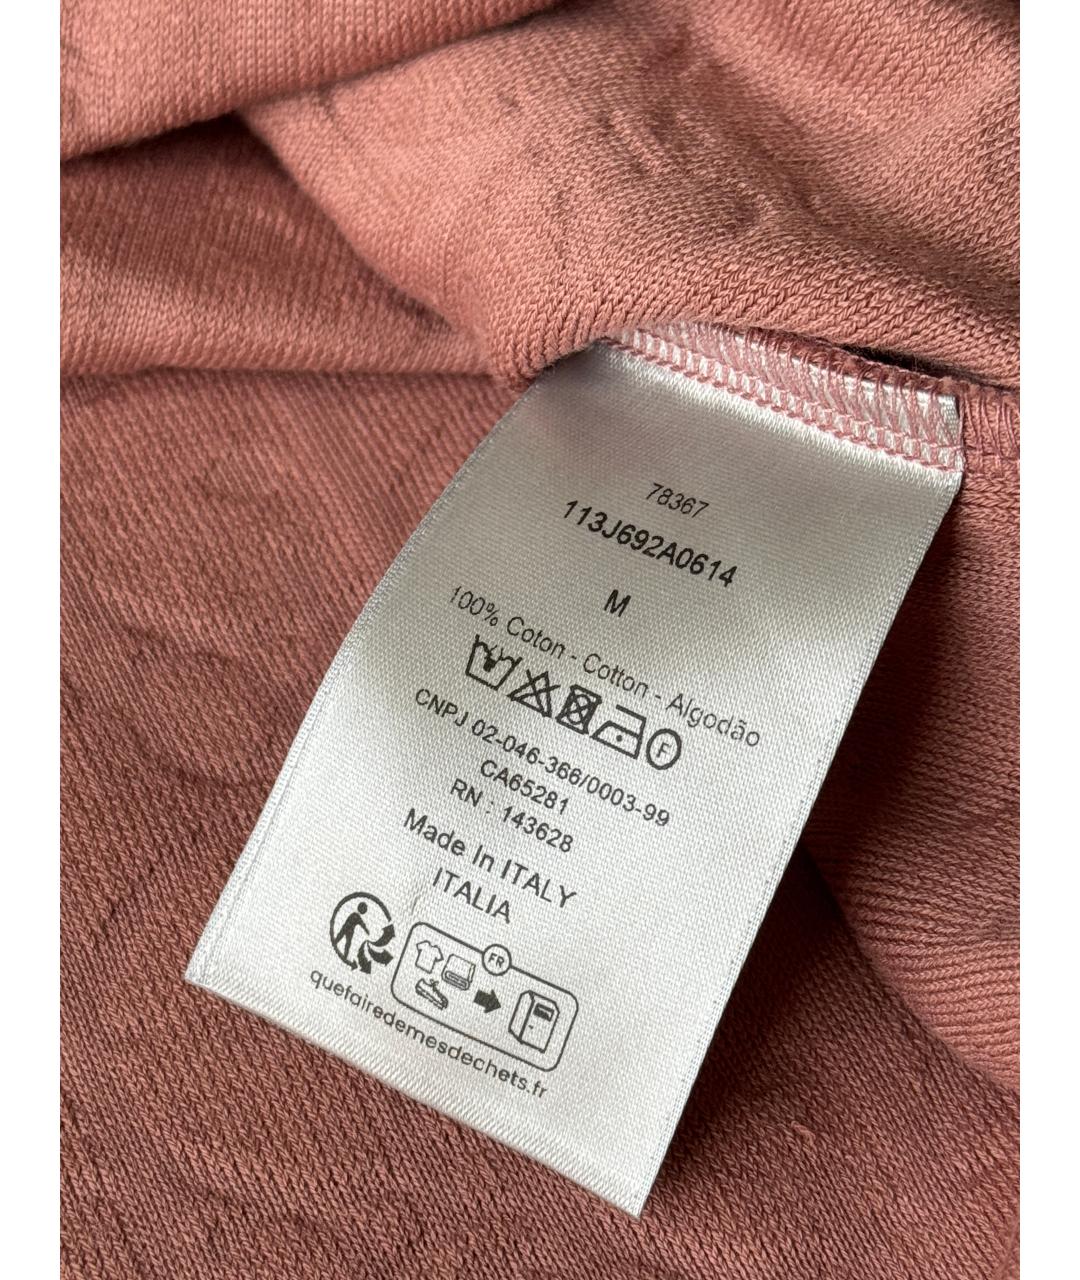 78367
113J692A0614
M
100% Coton - Cotton - Algodão
F
CNPJ 02-046-366/0003-99
CA65281
RN : 143628
Made In ITALY
ITALIA
FR
quefairedemesdechets.fr